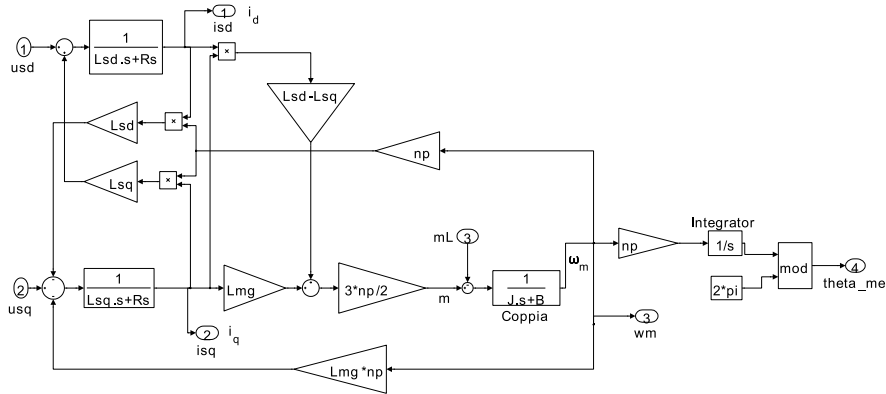 1
usd
1
Lsd.s+Rs
1
isd
i_d
×
Lsd-Lsq
Lsd
×
Lsq
×
np
2
usq
1
Lsq.s+Rs
2
isq
i_q
Lmg
3*np/2
m
mL
3
1
J.s+B
Coppia
ω_m
np
Integrator
1/s
2*pi
mod
4
theta_me
3
wm
Lmg*np